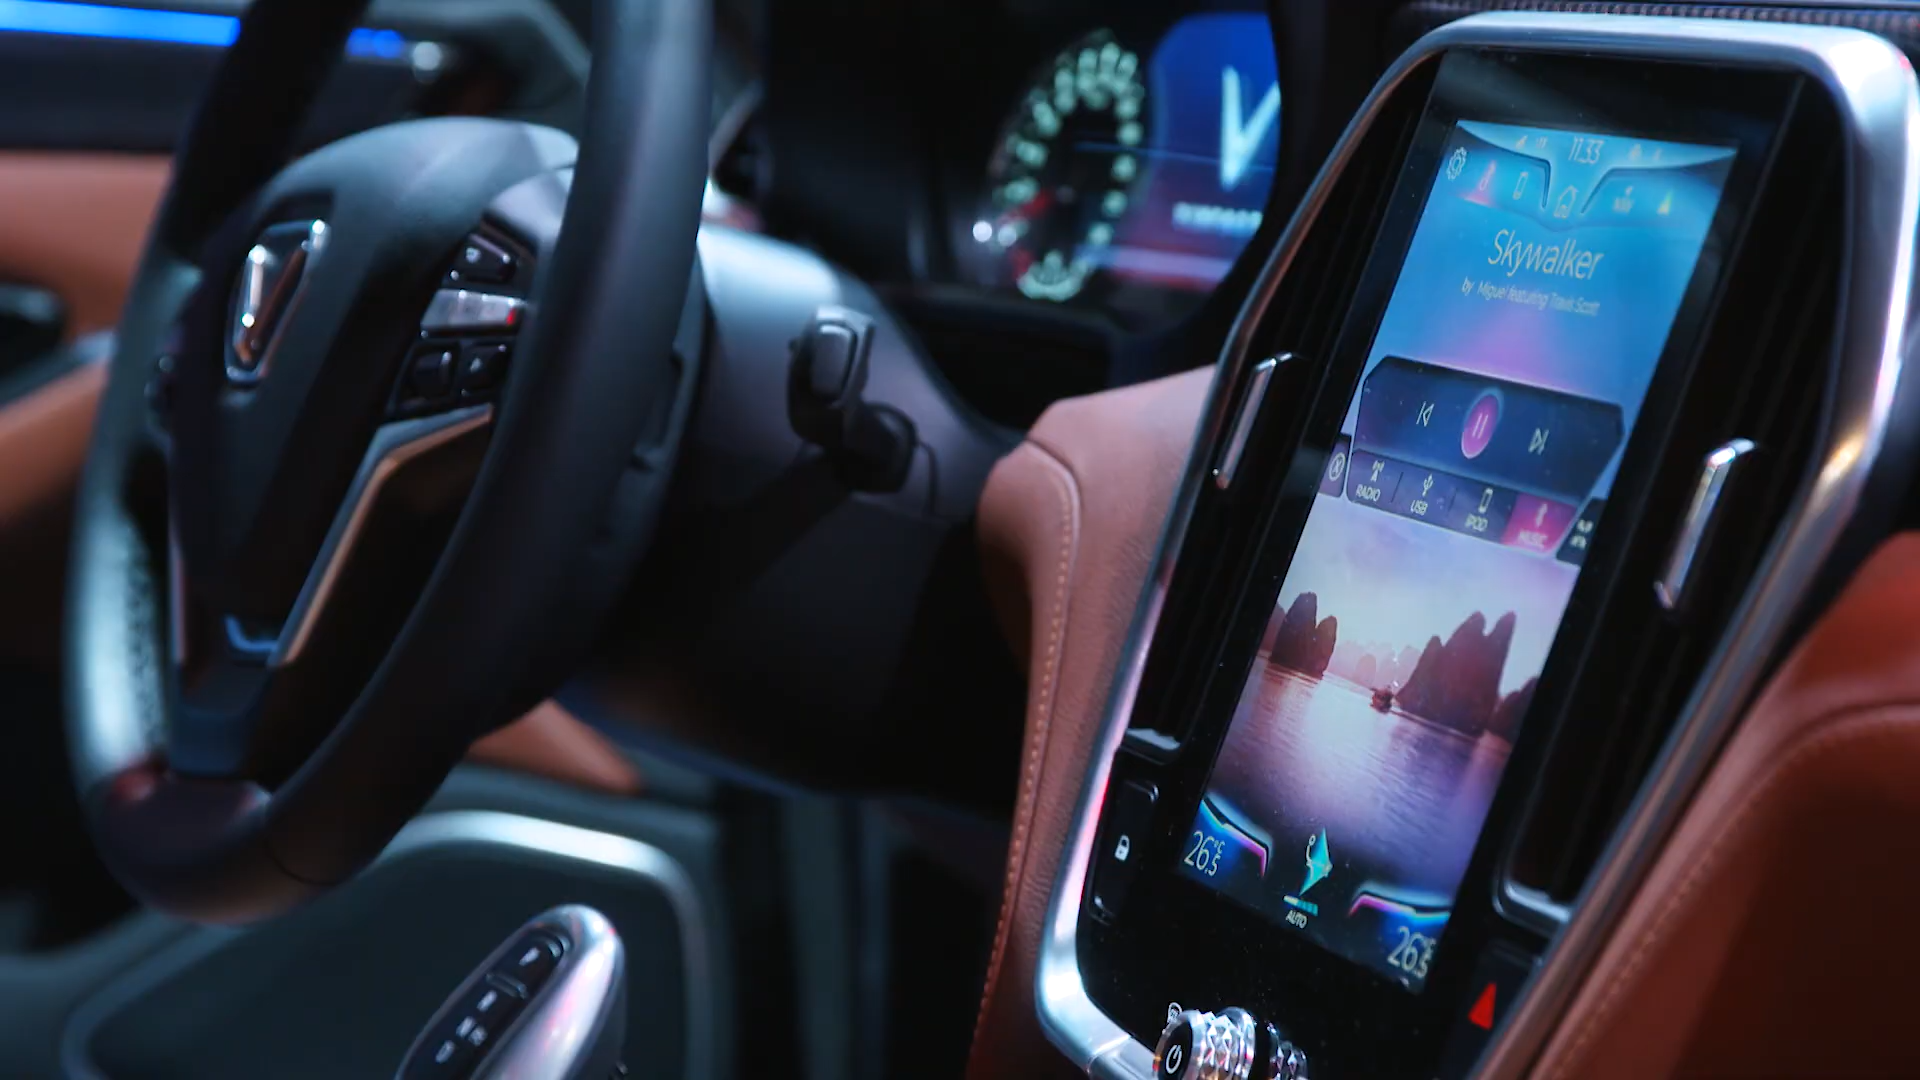 11:33
Skywalker
by Miguel featuring Travis Scott
RADIO
USB
IPOD
MUSIC
26.5°C
AUTO
26.5